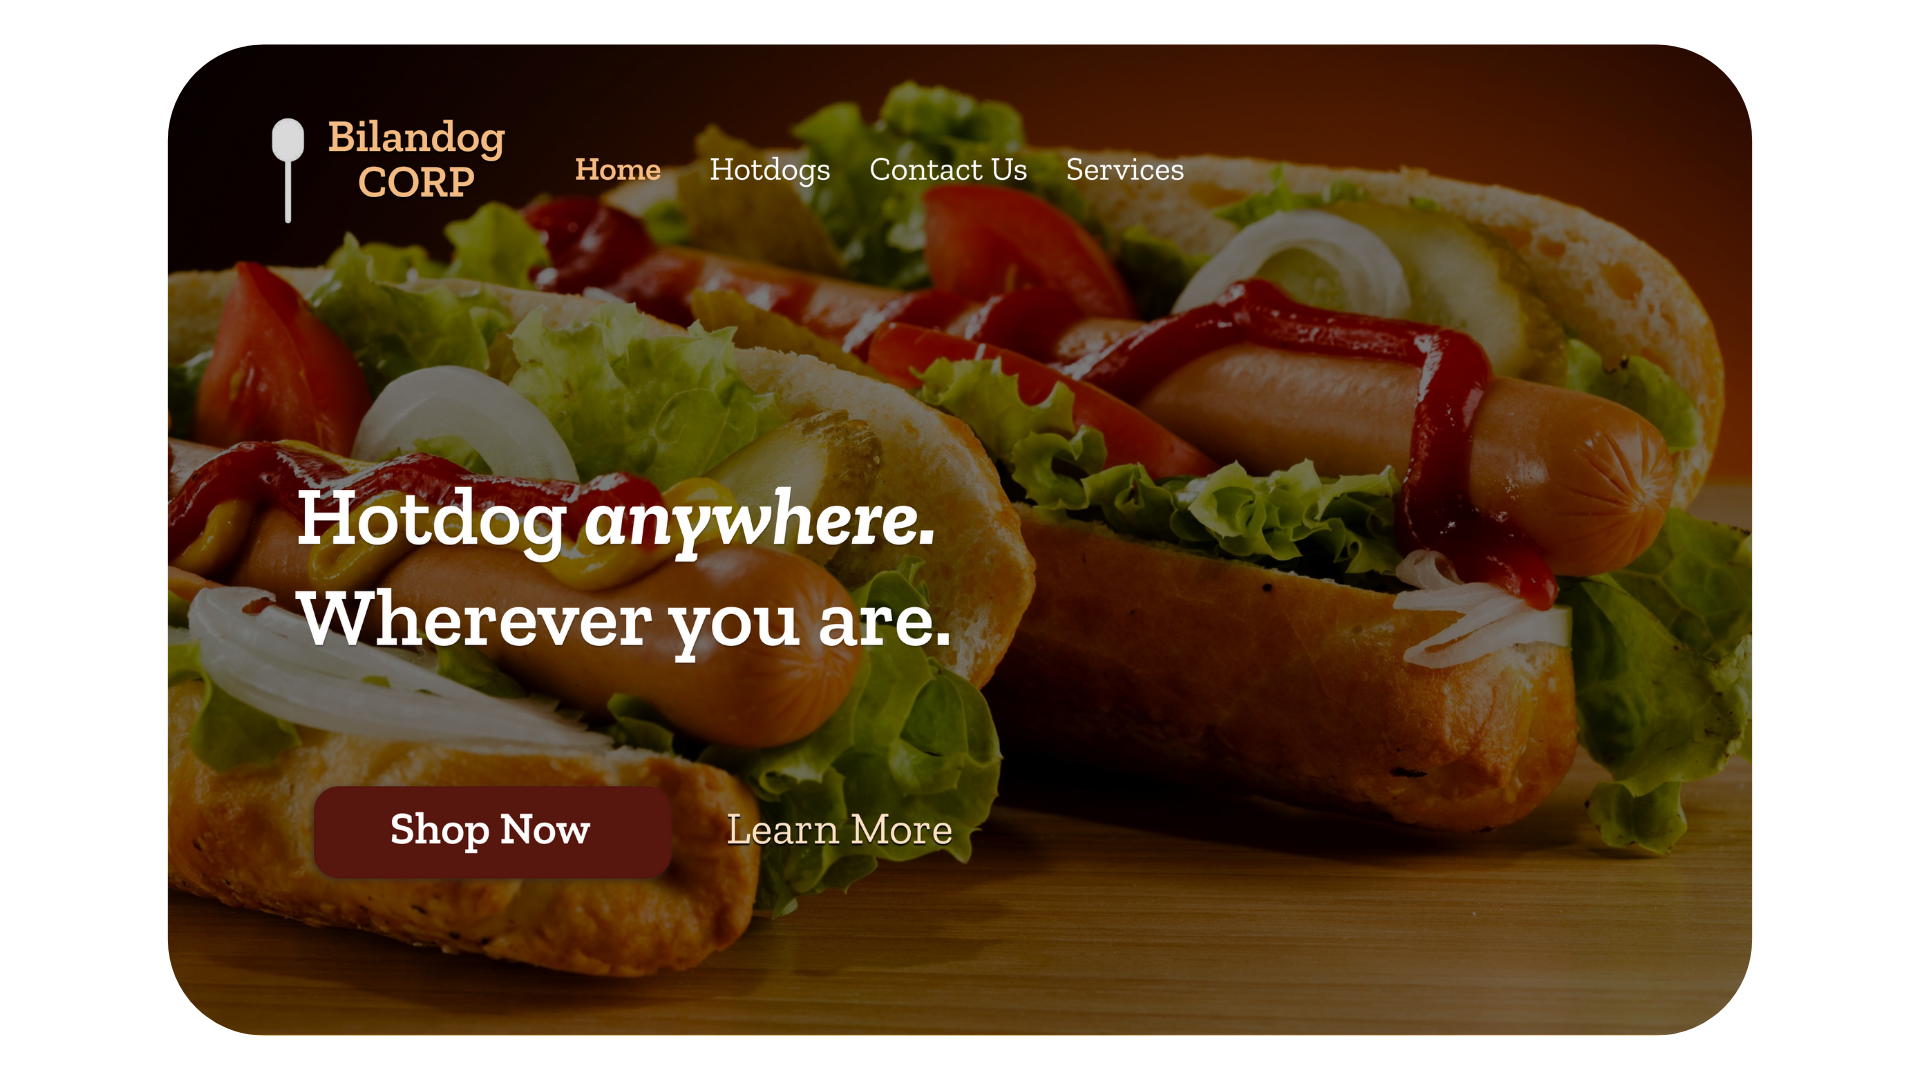 Bilandog
CORP
Home Hotdogs Contact Us Services
Hotdog anywhere.
Wherever you are.
Shop Now Learn More